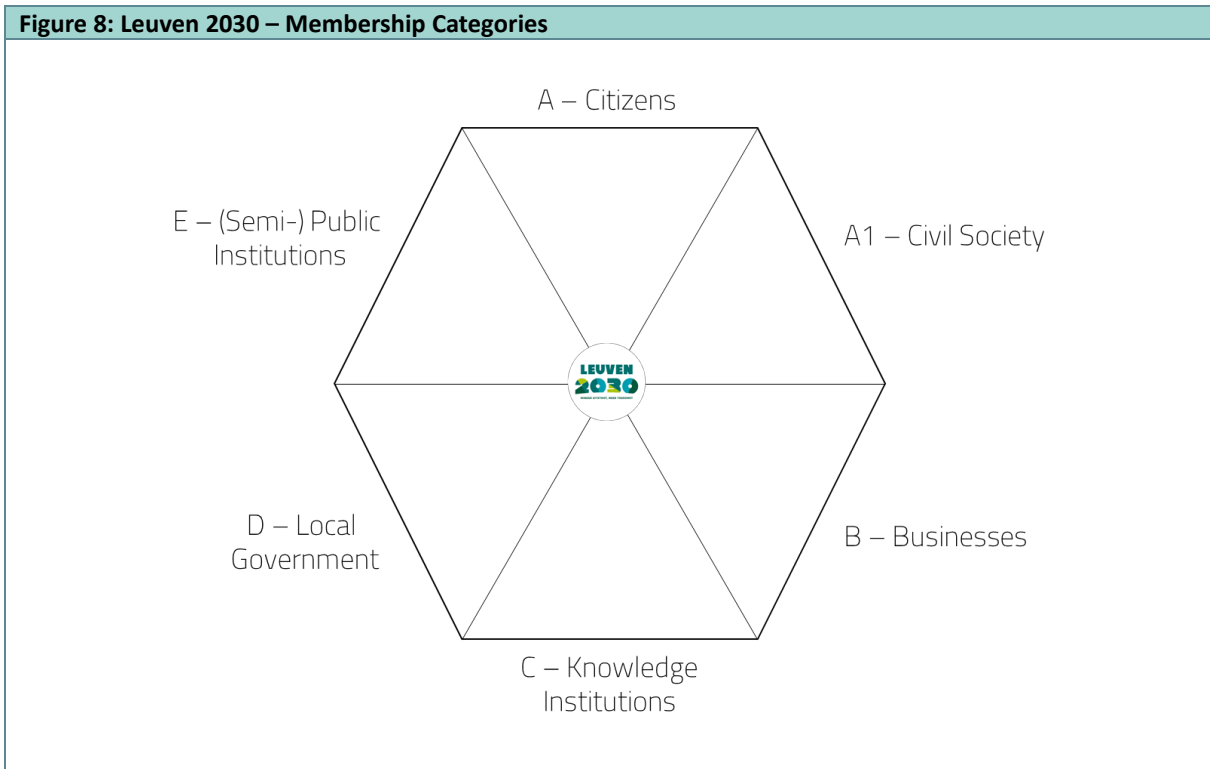 Figure 8: Leuven 2030 – Membership Categories
A – Citizens
E – (Semi-) Public
Institutions
A1 – Civil Society
LEUVEN
2030
D – Local
Government
B – Businesses
C – Knowledge
Institutions